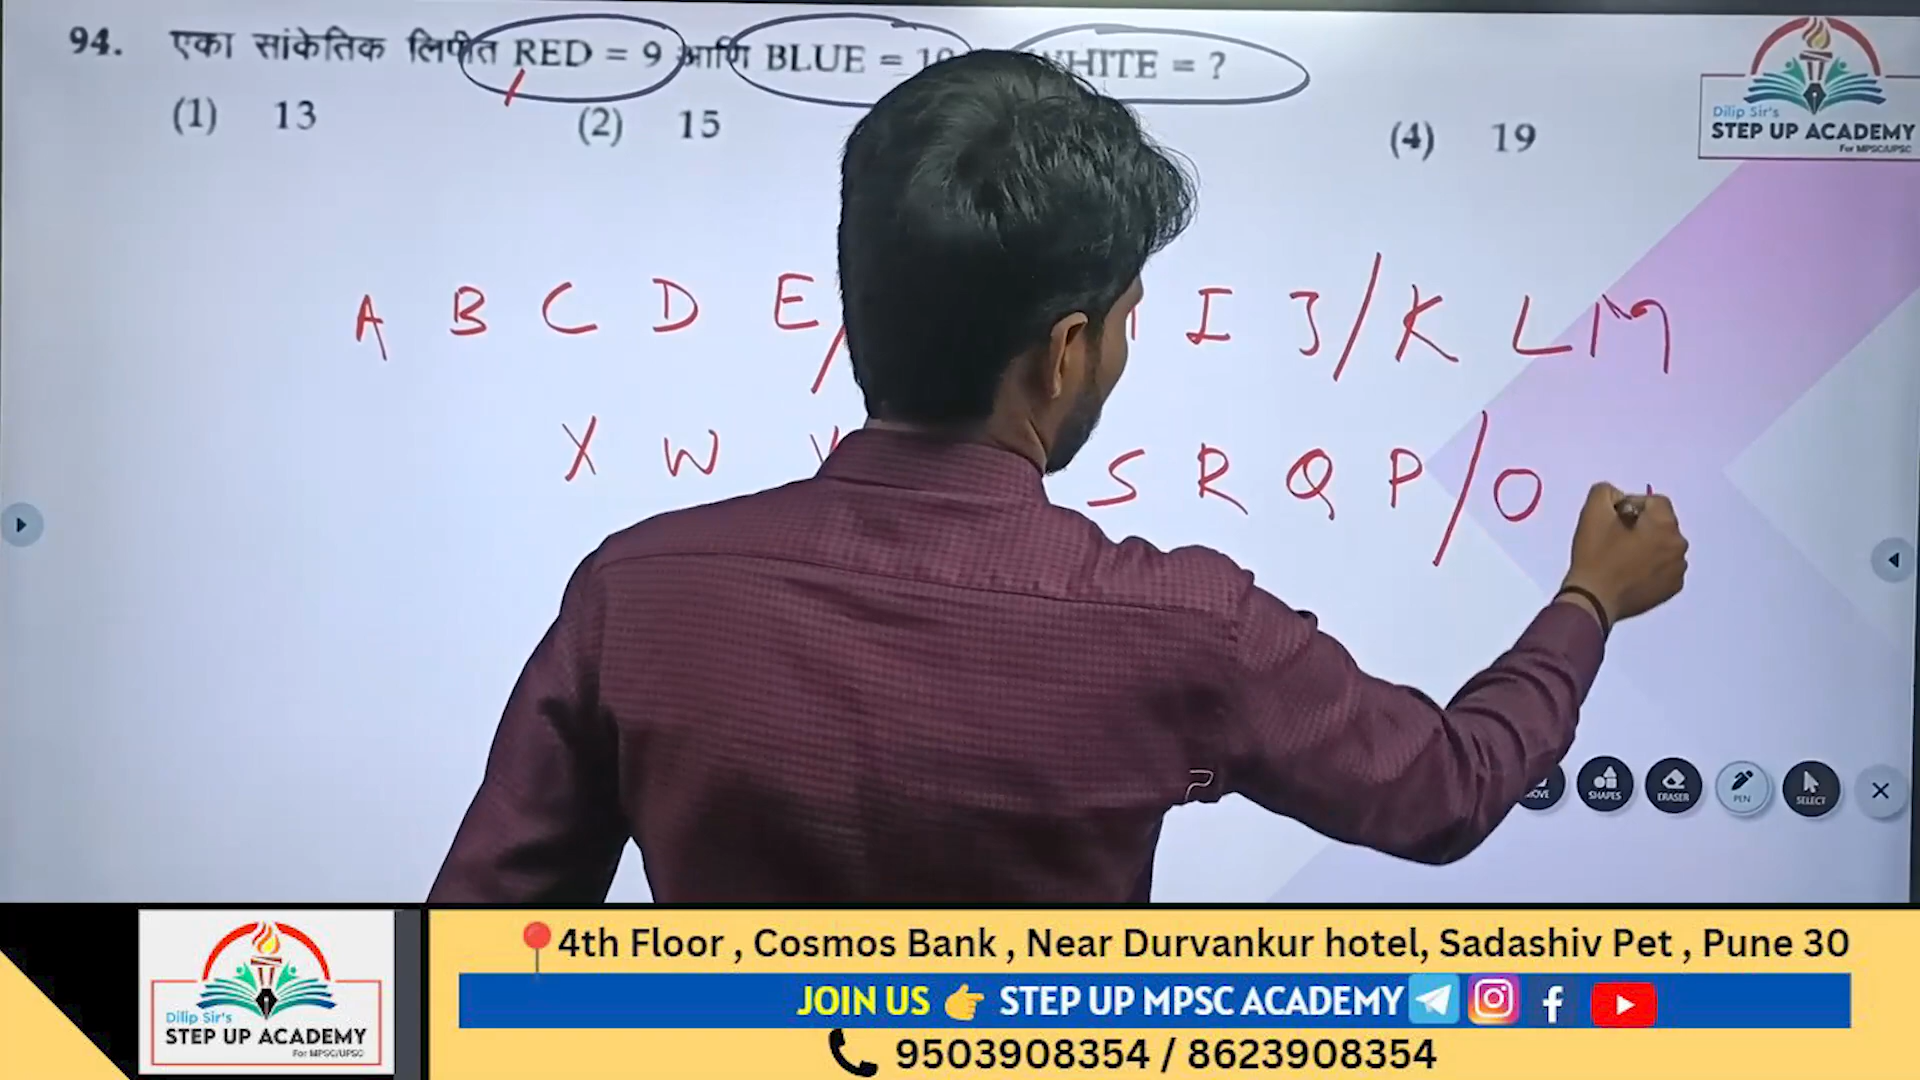 94. एका सांकेतिक लिपीत RED = 9 आणि BLUE = WHITE = ?
(1) 13 (2) 15 (4) 19
Dilip Sir's
STEP UP ACADEMY
For MPSC/UPSC
A B C D E / I J / K L M
X W S R Q P / O
MOVE SHAPES ERASER PEN SELECT
4th Floor , Cosmos Bank , Near Durvankur hotel, Sadashiv Pet , Pune 30
JOIN US STEP UP MPSC ACADEMY
9503908354 / 8623908354
Dilip Sir's
STEP UP ACADEMY
For MPSC/UPSC